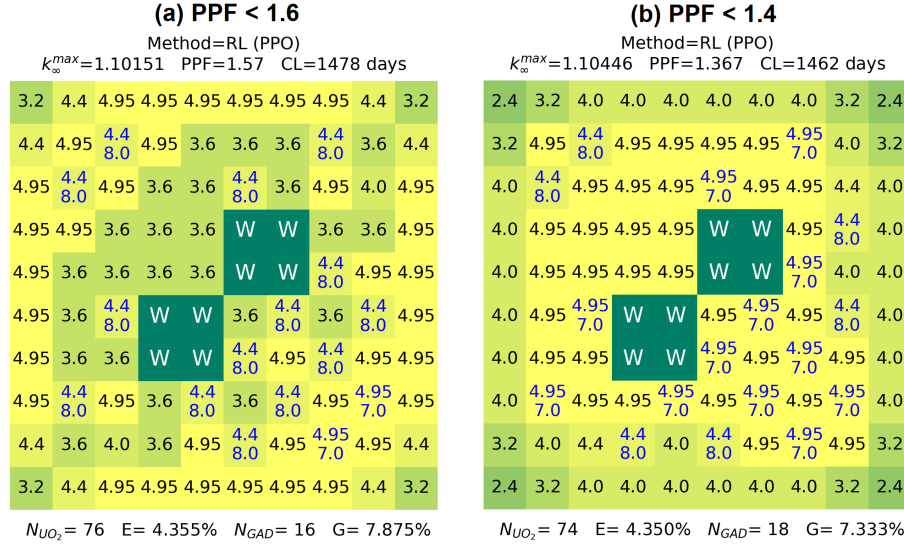 (a) PPF < 1.6
Method=RL (PPO)
k∞^max=1.10151 PPF=1.57 CL=1478 days
3.2 4.4 4.95 4.95 4.95 4.95 4.95 4.95 4.4 3.2
4.4 4.95 4.4 8.0 4.95 3.6 3.6 3.6 4.4 8.0 3.6 4.4
4.95 4.4 8.0 4.95 3.6 3.6 4.4 8.0 3.6 4.95 4.0 4.95
4.95 4.95 3.6 3.6 3.6 W W 3.6 3.6 4.95
4.95 3.6 3.6 3.6 3.6 W W 4.4 8.0 4.95 4.95
4.95 3.6 4.4 8.0 W W 3.6 4.4 8.0 3.6 4.4 8.0 4.95
4.95 3.6 3.6 W W 4.4 8.0 4.95 4.4 8.0 4.95 4.95
4.95 4.4 8.0 4.95 3.6 4.4 8.0 3.6 4.4 8.0 4.95 4.95 7.0 4.95
4.4 3.6 4.0 3.6 4.95 4.4 8.0 4.95 4.95 7.0 3.6 4.4
3.2 4.4 4.95 4.95 4.95 4.95 4.95 4.95 4.4 3.2
N_UO₂= 76 E= 4.355% N_GAD= 16 G= 7.875%
(b) PPF < 1.4
Method=RL (PPO)
k∞^max=1.10446 PPF=1.367 CL=1462 days
2.4 3.2 4.0 4.0 4.0 4.0 4.0 4.0 3.2 2.4
3.2 4.95 4.4 8.0 4.95 4.95 4.95 4.95 4.95 7.0 4.0 3.2
4.0 4.4 8.0 4.95 4.95 4.95 4.95 7.0 4.95 4.95 4.4 4.0
4.0 4.95 4.95 4.95 4.95 W W 4.95 4.4 8.0 4.0
4.0 4.95 4.95 4.95 4.95 W W 4.95 7.0 4.0 4.0
4.0 4.95 4.95 7.0 W W 4.95 4.95 7.0 4.95 4.4 8.0 4.0
4.0 4.95 4.95 W W 4.95 7.0 4.95 4.95 7.0 4.95 4.0
4.0 4.95 7.0 4.95 4.95 4.95 7.0 4.95 4.95 7.0 4.95 4.95 7.0 4.0
3.2 4.0 4.4 4.4 8.0 4.0 4.4 8.0 4.95 4.95 7.0 4.95 3.2
2.4 3.2 4.0 4.0 4.0 4.0 4.0 4.0 3.2 2.4
N_UO₂= 74 E= 4.350% N_GAD= 18 G= 7.333%